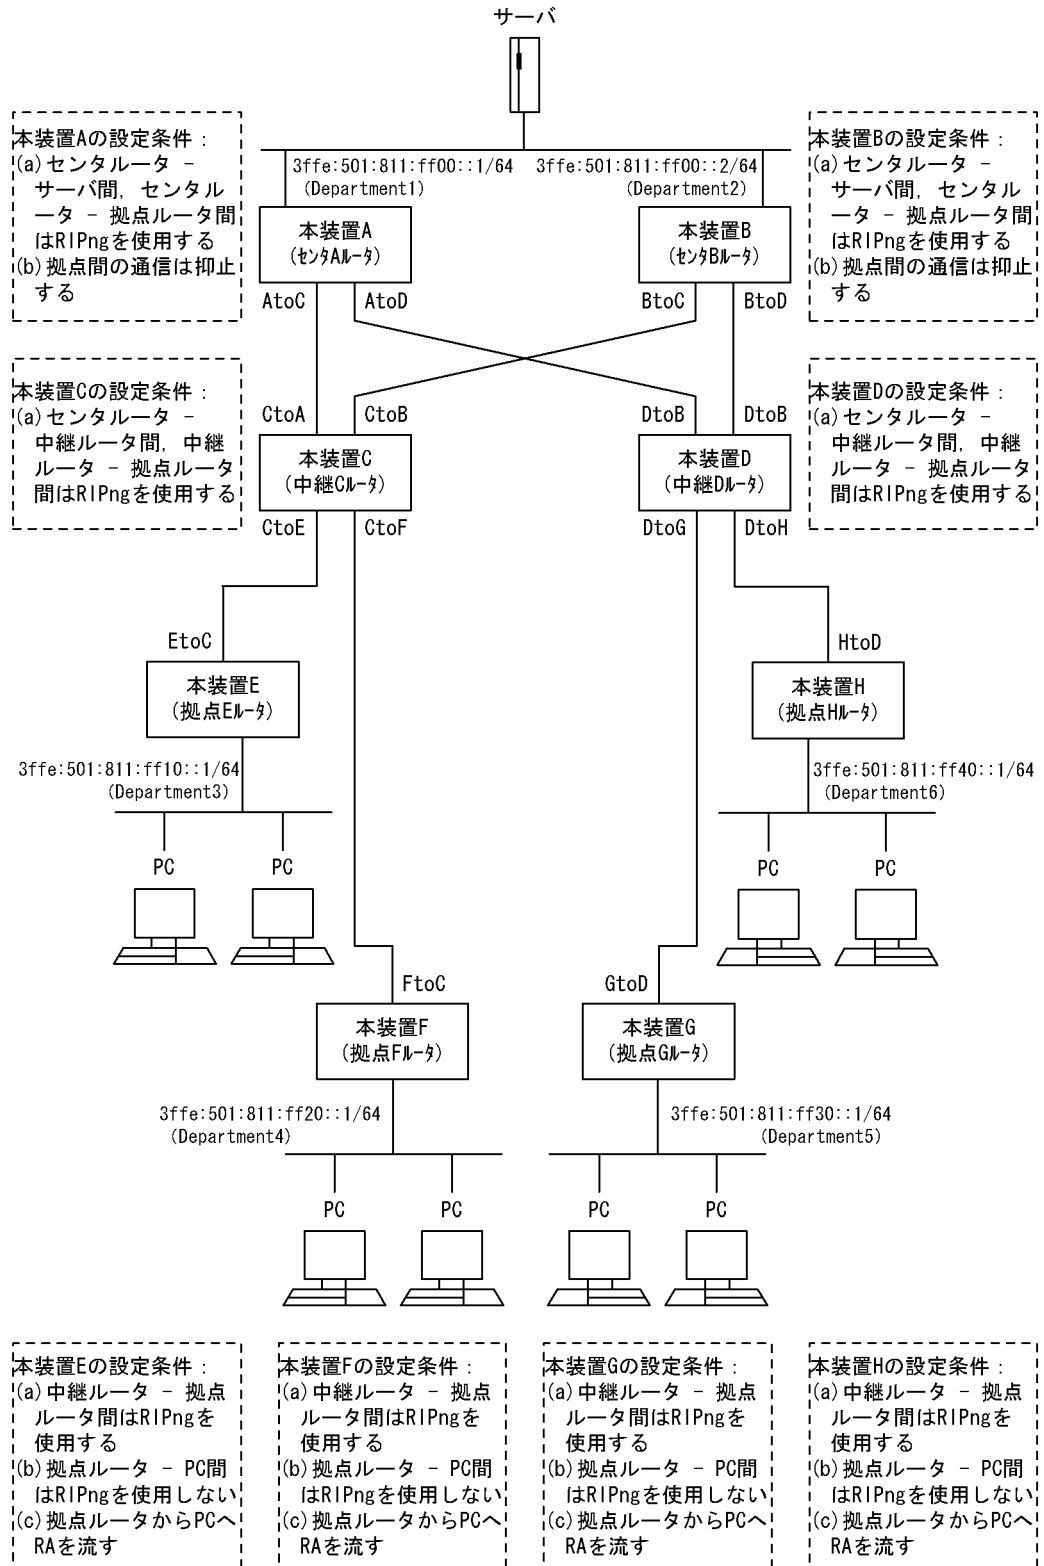 サーバ
本装置Aの設定条件：
(a)センタルータ －
サーバ間，センタル
ータ － 拠点ルータ間
はRIPngを使用する
(b)拠点間の通信は抑止
する
3ffe:501:811:ff00::1/64
(Department1)
3ffe:501:811:ff00::2/64
(Department2)
本装置Bの設定条件：
(a)センタルータ －
サーバ間，センタル
ータ － 拠点ルータ間
はRIPngを使用する
(b)拠点間の通信は抑止
する
本装置A
(センタAルータ)
本装置B
(センタBルータ)
AtoC
AtoD
BtoC
BtoD
本装置Cの設定条件：
(a)センタルータ －
中継ルータ間，中継
ルータ － 拠点ルータ
間はRIPngを使用する
CtoA
CtoB
DtoB
DtoB
本装置Dの設定条件：
(a)センタルータ －
中継ルータ間，中継
ルータ － 拠点ルータ
間はRIPngを使用する
本装置C
(中継Cルータ)
本装置D
(中継Dルータ)
CtoE
CtoF
DtoG
DtoH
EtoC
HtoD
本装置E
(拠点Eルータ)
本装置H
(拠点Hルータ)
3ffe:501:811:ff10::1/64
(Department3)
3ffe:501:811:ff40::1/64
(Department6)
PC
PC
PC
PC
FtoC
GtoD
本装置F
(拠点Fルータ)
本装置G
(拠点Gルータ)
3ffe:501:811:ff20::1/64
(Department4)
3ffe:501:811:ff30::1/64
(Department5)
PC
PC
PC
PC
本装置Eの設定条件：
(a)中継ルータ － 拠点
ルータ間はRIPngを
使用する
(b)拠点ルータ － PC間
はRIPngを使用しない
(c)拠点ルータからPCへ
RAを流す
本装置Fの設定条件：
(a)中継ルータ － 拠点
ルータ間はRIPngを
使用する
(b)拠点ルータ － PC間
はRIPngを使用しない
(c)拠点ルータからPCへ
RAを流す
本装置Gの設定条件：
(a)中継ルータ － 拠点
ルータ間はRIPngを
使用する
(b)拠点ルータ － PC間
はRIPngを使用しない
(c)拠点ルータからPCへ
RAを流す
本装置Hの設定条件：
(a)中継ルータ － 拠点
ルータ間はRIPngを
使用する
(b)拠点ルータ － PC間
はRIPngを使用しない
(c)拠点ルータからPCへ
RAを流す